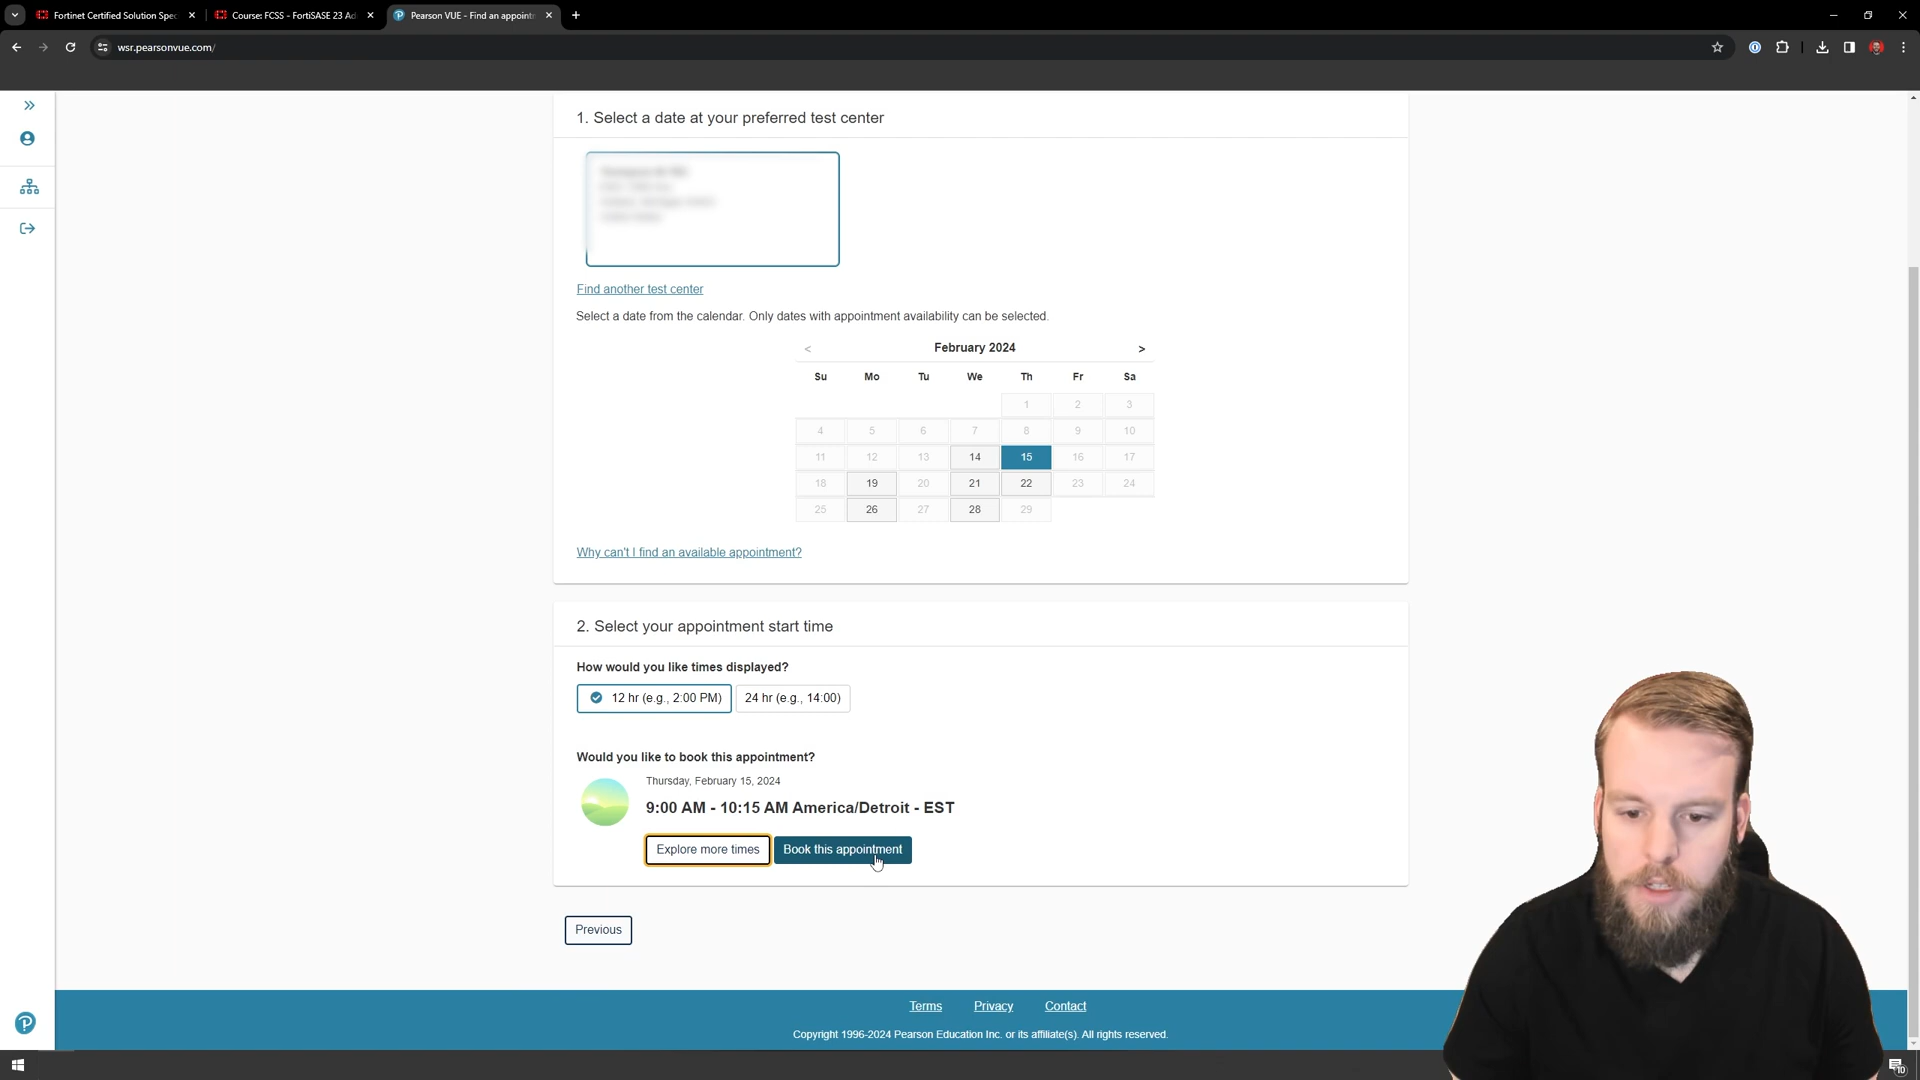 Fortinet Certified Solution Spec
Course: FCSS - FortiSASE 23 Ad
Pearson VUE - Find an appointm
wsr.pearsonvue.com/
1. Select a date at your preferred test center
Find another test center
Select a date from the calendar. Only dates with appointment availability can be selected.
< February 2024 >
Su Mo Tu We Th Fr Sa
1 2 3
4 5 6 7 8 9 10
11 12 13 14 15 16 17
18 19 20 21 22 23 24
25 26 27 28 29
Why can't I find an available appointment?
2. Select your appointment start time
How would you like times displayed?
12 hr (e.g., 2:00 PM) 24 hr (e.g., 14:00)
Would you like to book this appointment?
Thursday, February 15, 2024
9:00 AM - 10:15 AM America/Detroit - EST
Explore more times Book this appointment
Previous
Terms Privacy Contact
Copyright 1996-2024 Pearson Education Inc. or its affiliate(s). All rights reserved.
10